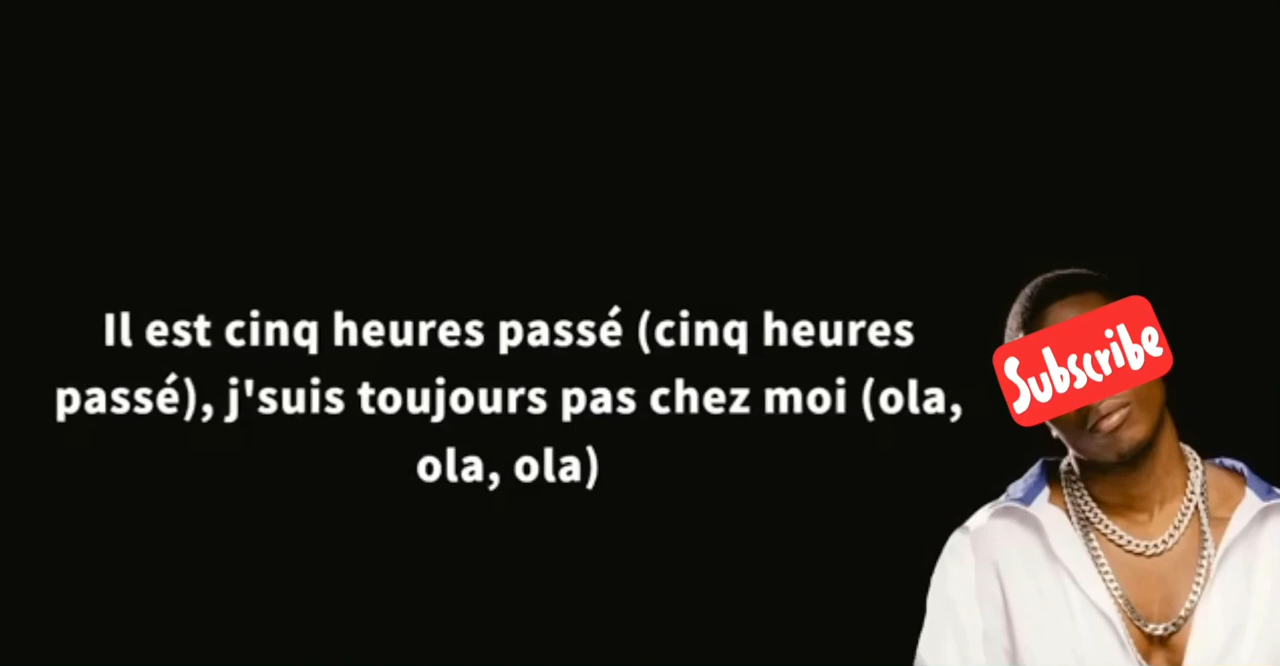 Il est cinq heures passé (cinq heures
passé), j'suis toujours pas chez moi (ola,
ola, ola)
Subscribe